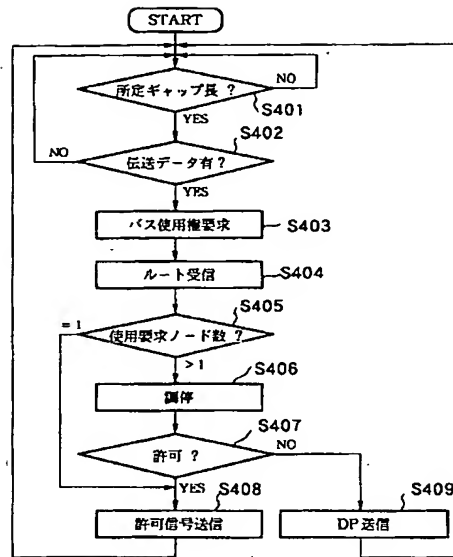 START
所定ギャップ長 ?
NO
S401
YES
S402
伝送データ有?
NO
YES
バス使用権要求
S403
ルート受信
S404
S405
= 1
使用要求ノード数 ?
> 1
S406
調停
S407
許可 ?
NO
YES
S408
許可信号送信
S409
DP 送信